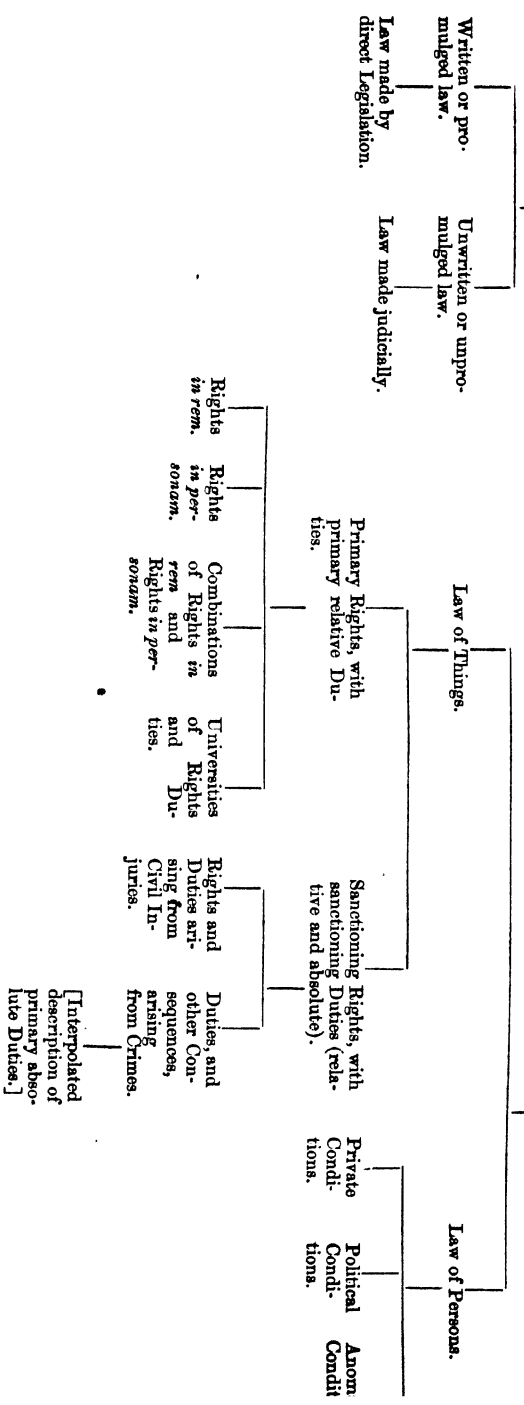 Written or pro-
mulged law.
Law made by
direct Legislation.
Unwritten or unpro-
mulged law.
Law made judicially.
Law of Things.
Primary Rights, with
primary relative Du-
ties.
Rights
in rem.
Rights
in per-
sonam.
Combinations
of Rights in
rem and
Rights in per-
sonam.
Universities
of Rights
and Du-
ties.
Sanctioning Rights, with
sanctioning Duties (rela-
tive and absolute).
Rights and
Duties ari-
sing from
Civil In-
juries.
Duties, and
other Con-
sequences,
arising
from Crimes.
[Interpolated
description of
primary abso-
lute Duties.]
Law of Persons.
Private
Condi-
tions.
Political
Condi-
tions.
Anom
Condit